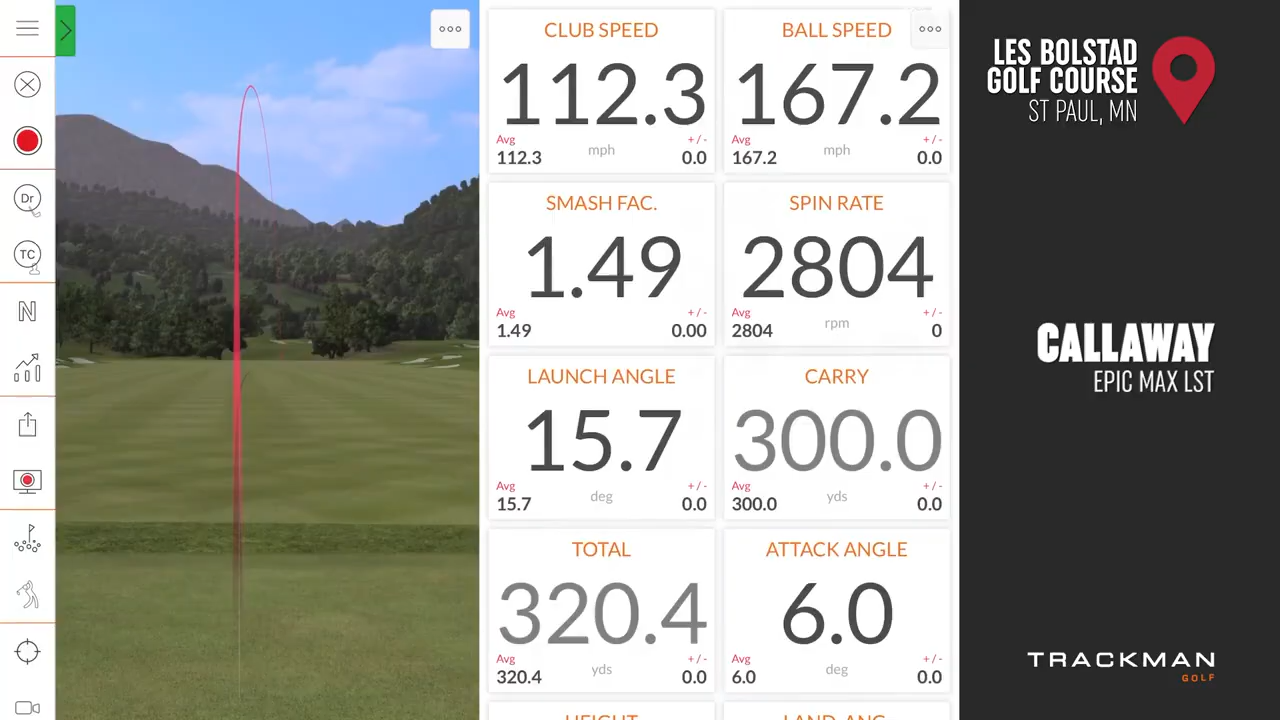 CLUB SPEED
112.3
Avg
112.3
mph
+ / -
0.0
BALL SPEED
167.2
Avg
167.2
mph
+ / -
0.0
SMASH FAC.
1.49
Avg
1.49
+ / -
0.00
SPIN RATE
2804
Avg
2804
rpm
+ / -
0
LAUNCH ANGLE
15.7
Avg
15.7
deg
+ / -
0.0
CARRY
300.0
Avg
300.0
yds
+ / -
0.0
TOTAL
320.4
Avg
320.4
yds
+ / -
0.0
ATTACK ANGLE
6.0
Avg
6.0
deg
+ / -
0.0
HEIGHT
LAND. ANG.
Dr
TC
N
LES BOLSTAD
GOLF COURSE
ST PAUL, MN
CALLAWAY
EPIC MAX LST
TRACKMAN
GOLF